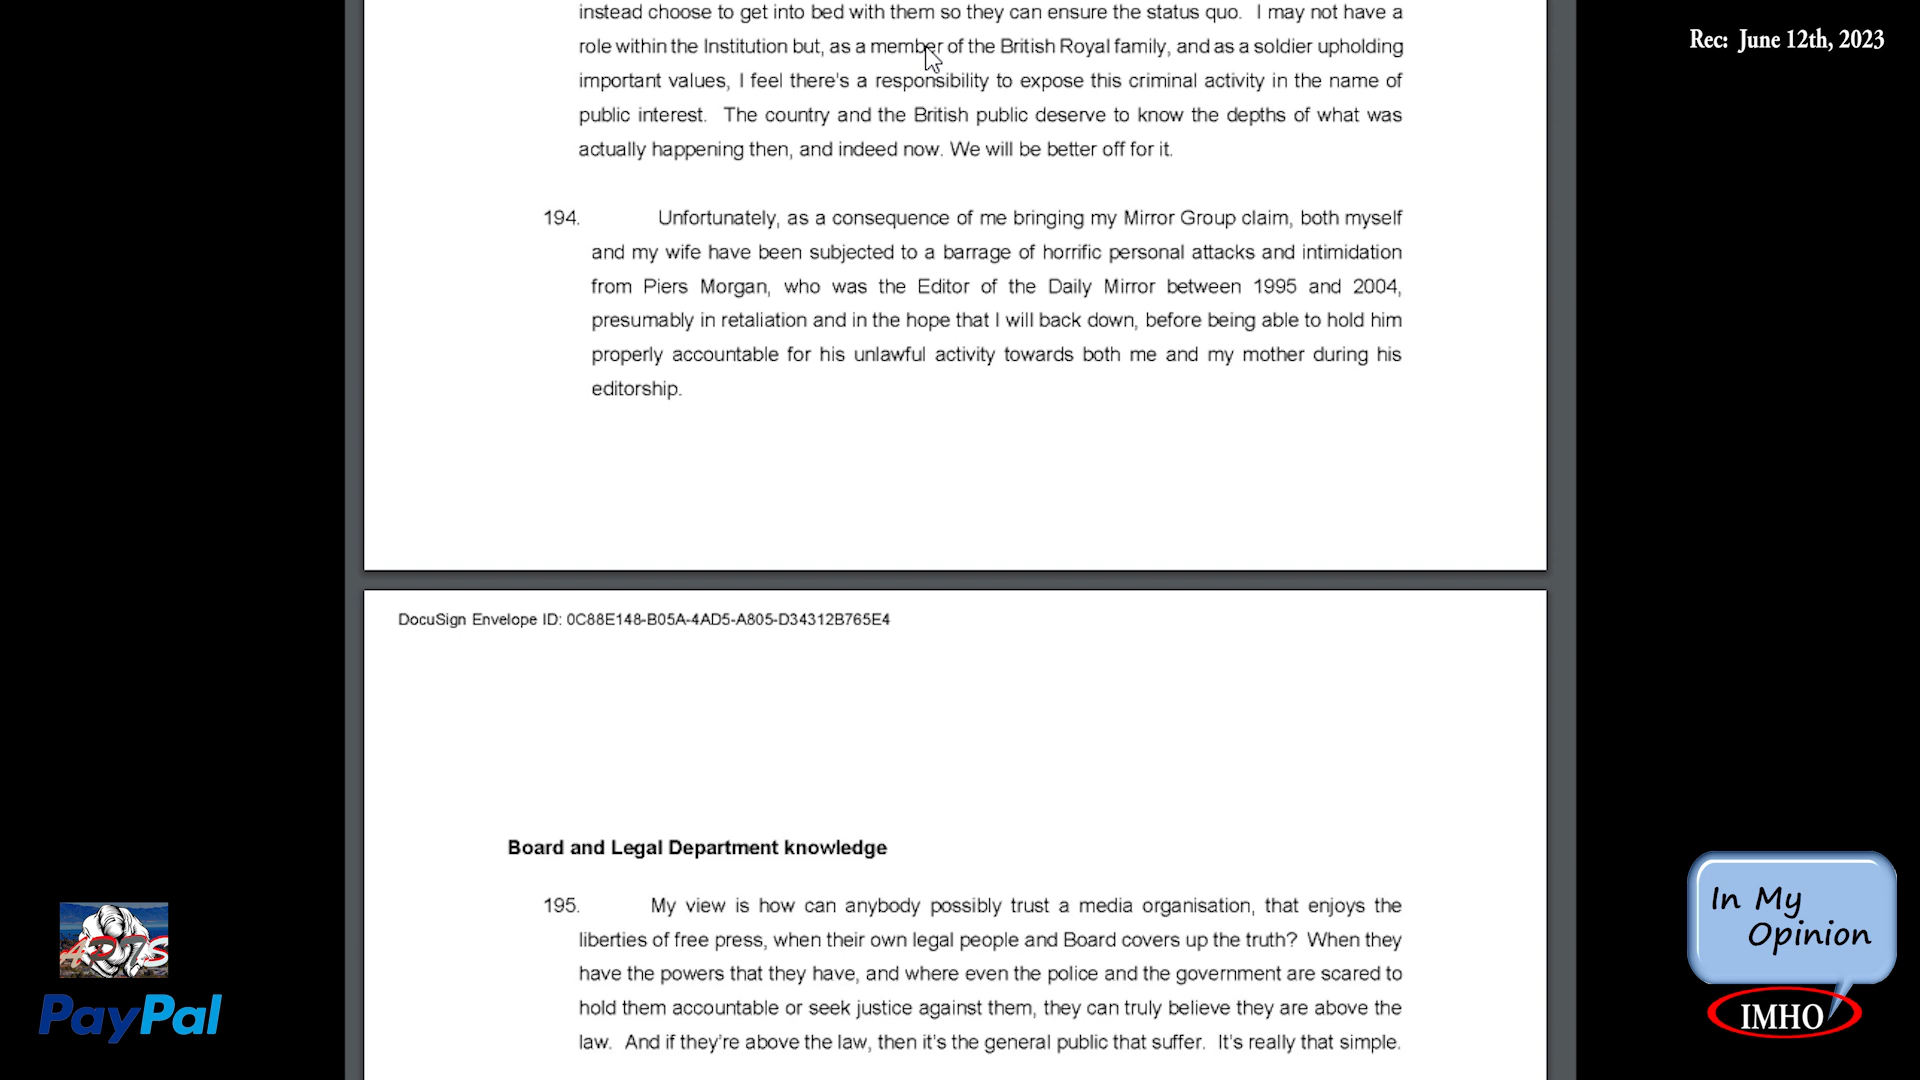 instead choose to get into bed with them so they can ensure the status quo.  I may not have a
Rec:  June 12th, 2023
role within the Institution but, as a member of the British Royal family, and as a soldier upholding
important values, I feel there's a responsibility to expose this criminal activity in the name of
public interest.  The country and the British public deserve to know the depths of what was
actually happening then, and indeed now. We will be better off for it.
194. Unfortunately, as a consequence of me bringing my Mirror Group claim, both myself
and my wife have been subjected to a barrage of horrific personal attacks and intimidation
from Piers Morgan, who was the Editor of the Daily Mirror between 1995 and 2004,
presumably in retaliation and in the hope that I will back down, before being able to hold him
properly accountable for his unlawful activity towards both me and my mother during his
editorship.
DocuSign Envelope ID: 0C88E148-B05A-4AD5-A805-D34312B765E4
Board and Legal Department knowledge
195. My view is how can anybody possibly trust a media organisation, that enjoys the
liberties of free press, when their own legal people and Board covers up the truth?  When they
have the powers that they have, and where even the police and the government are scared to
hold them accountable or seek justice against them, they can truly believe they are above the
law.  And if they're above the law, then it's the general public that suffer.  It's really that simple.
PayPal
In My
Opinion
IMHO